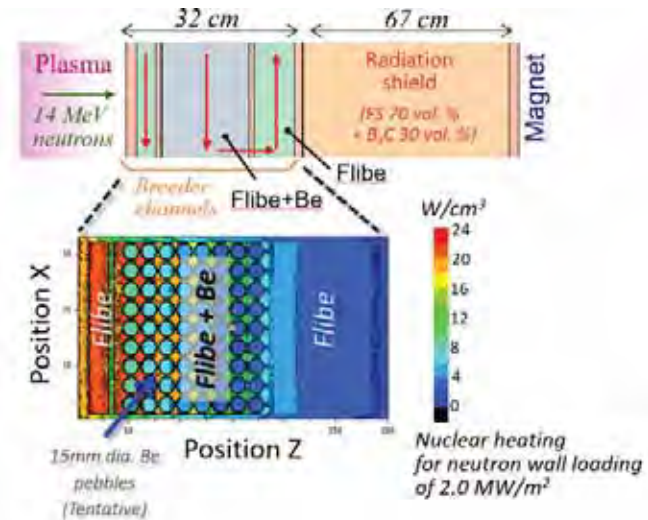 32 cm
67 cm
Plasma
14 MeV
neutrons
Radiation
shield
(FS 70 vol. %
+ B4C 30 vol. %)
Magnet
Breeder
channels
Flibe+Be
Flibe
W/cm³
24
20
16
12
8
4
0
Position X
Flibe
Flibe + Be
Flibe
Position Z
15mm dia. Be
pebbles
(Tentative)
Nuclear heating
for neutron wall loading
of 2.0 MW/m²